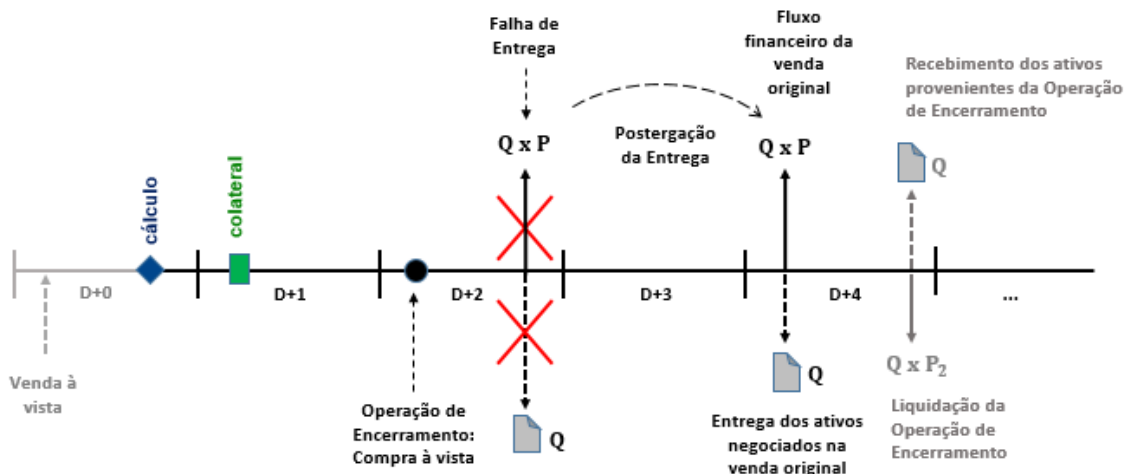 Falha de
Entrega
Fluxo
financeiro da
venda
original
Recebimento dos ativos
provenientes da Operação
de Encerramento
Q x P
Postergação
da Entrega
Q x P
Q
cálculo
colateral
D+0
D+1
D+2
D+3
D+4
...
Venda à
vista
Operação de
Encerramento:
Compra à vista
Q
Q
Entrega dos ativos
negociados na
venda original
Q x P₂
Liquidação da
Operação de
Encerramento